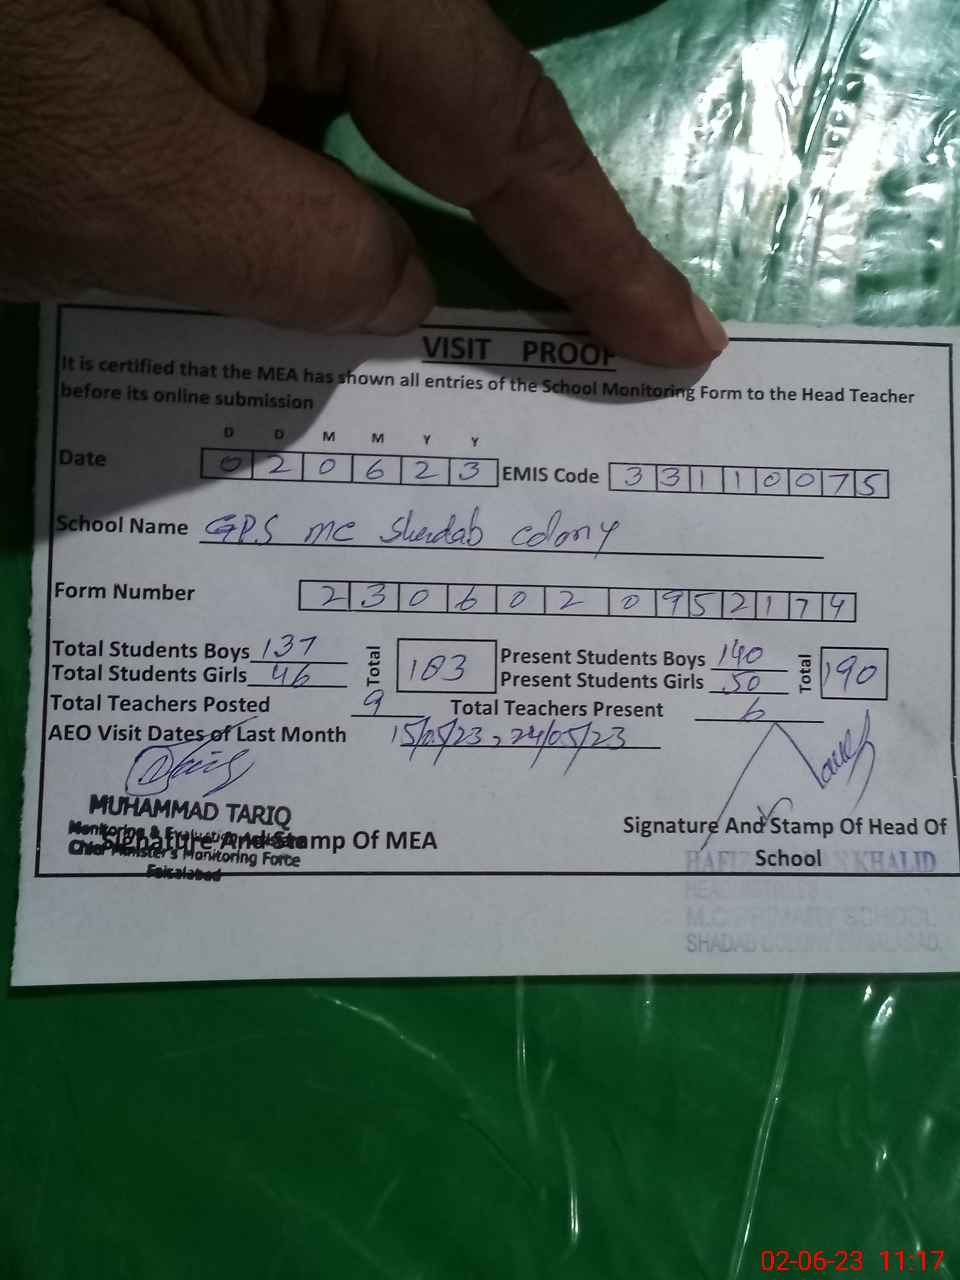 VISIT PROOF
It is certified that the MEA has shown all entries of the School Monitoring Form to the Head Teacher
before its online submission
D D M M Y Y
Date 0 2 0 6 2 3 EMIS Code 3 3 1 1 0 0 7 5
School Name GPS MC Shadab Colony
Form Number 2 3 0 6 0 2 0 9 5 2 1 7 4
Total Students Boys 137 Total 183 Present Students Boys 140 Total 190
Total Students Girls 46 Present Students Girls 50
Total Teachers Posted 9 Total Teachers Present 6
AEO Visit Dates of Last Month 15/05/23, 24/05/23
MUHAMMAD TARIQ
Monitoring & Evaluation
Signature And Stamp Of MEA
Chief Minister's Monitoring Force
Faisalabad
Signature And Stamp Of Head Of
School
HAFIZ KHALID
M.C PRIMARY SCHOOL
SHADAB
02-06-23 11:17